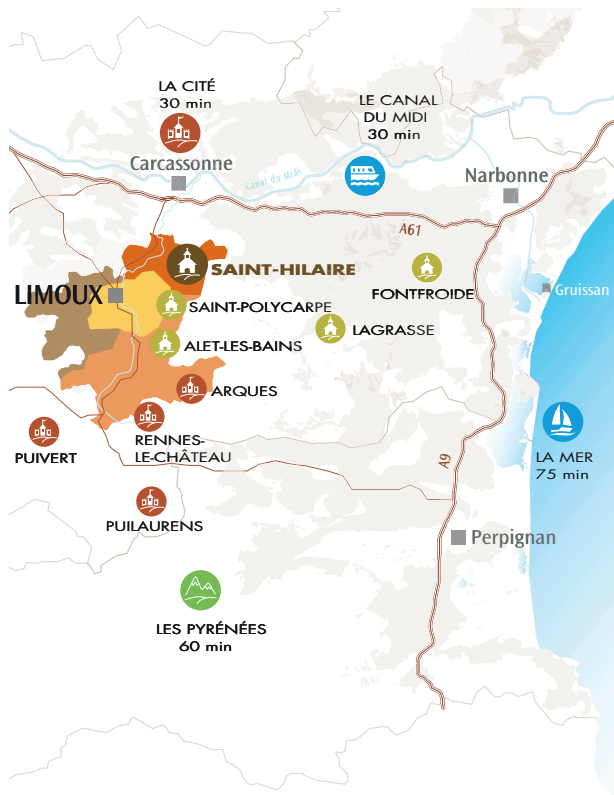 LA CITÉ
30 min
LE CANAL
DU MIDI
30 min
Carcassonne
Canal du Midi
Narbonne
A61
SAINT-HILAIRE
LIMOUX
FONTFROIDE
Gruissan
SAINT-POLYCARPE
LAGRASSE
ALET-LES-BAINS
ARQUES
RENNES-
LE-CHÂTEAU
PUIVERT
A9
LA MER
75 min
PUILAURENS
Perpignan
LES PYRÉNÉES
60 min